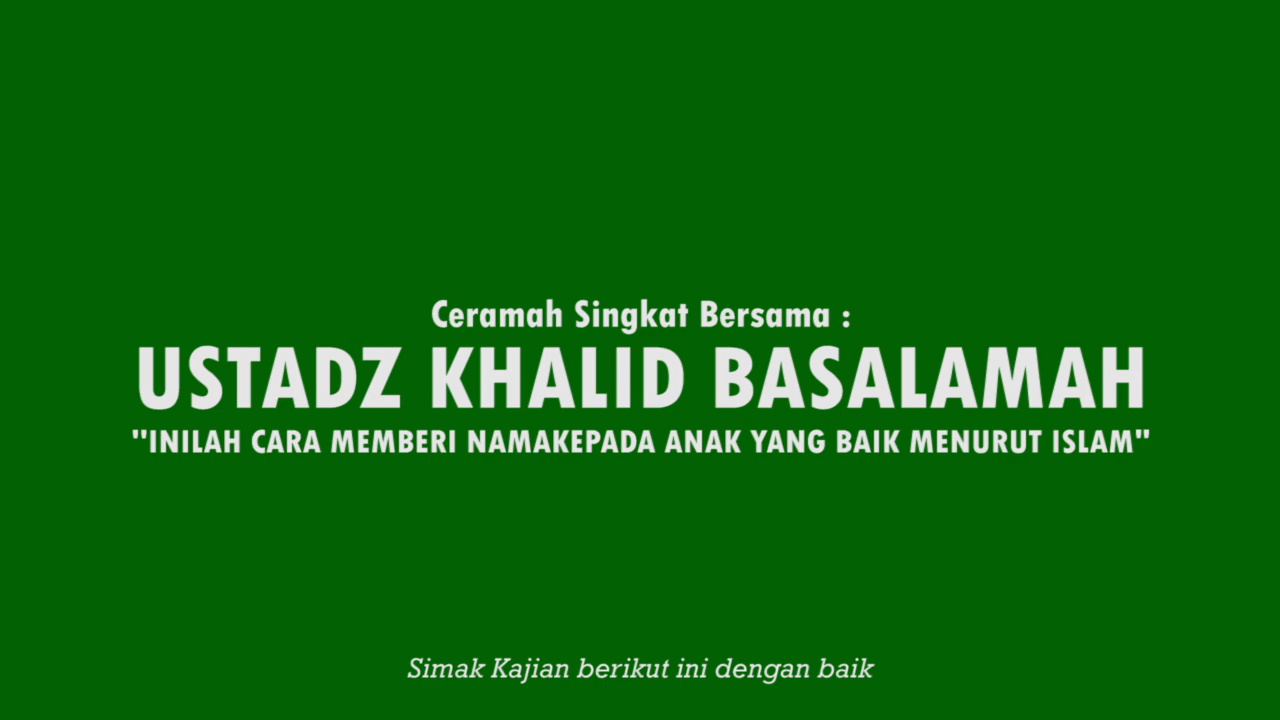 Ceramah Singkat Bersama :
USTADZ KHALID BASALAMAH
"INILAH CARA MEMBERI NAMAKEPADA ANAK YANG BAIK MENURUT ISLAM"
Simak Kajian berikut ini dengan baik